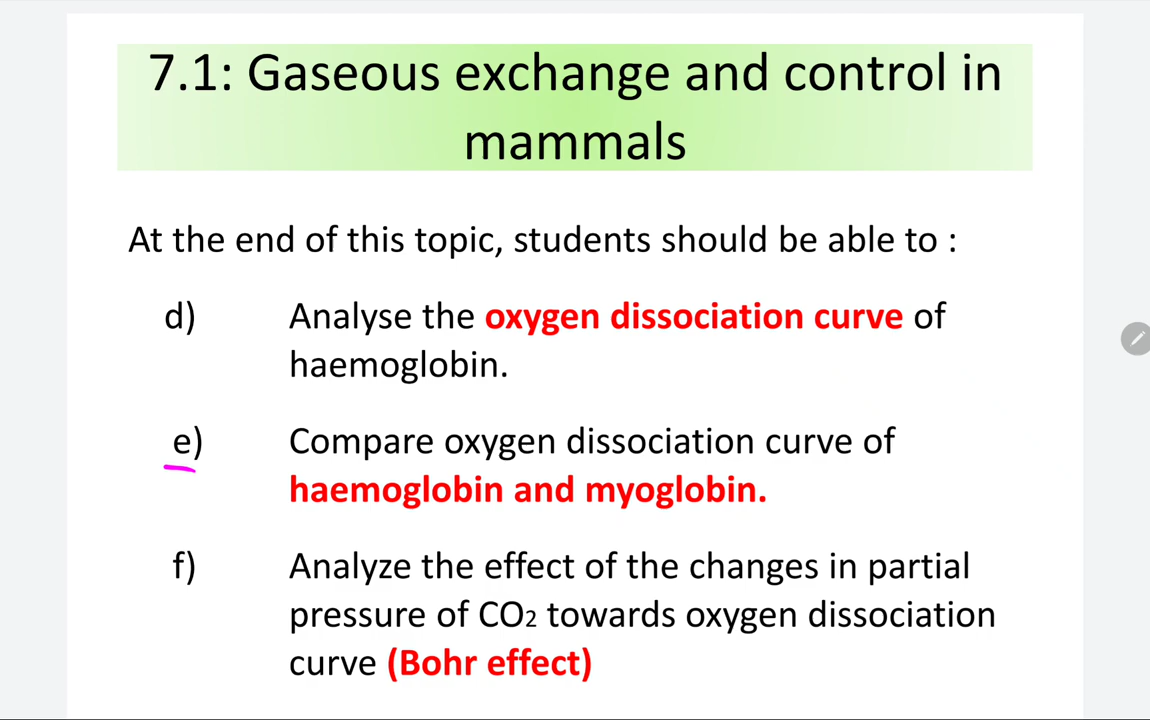 7.1: Gaseous exchange and control in
mammals
At the end of this topic, students should be able to :
d) Analyse the oxygen dissociation curve of
haemoglobin.
e) Compare oxygen dissociation curve of
haemoglobin and myoglobin.
f) Analyze the effect of the changes in partial
pressure of CO2 towards oxygen dissociation
curve (Bohr effect)